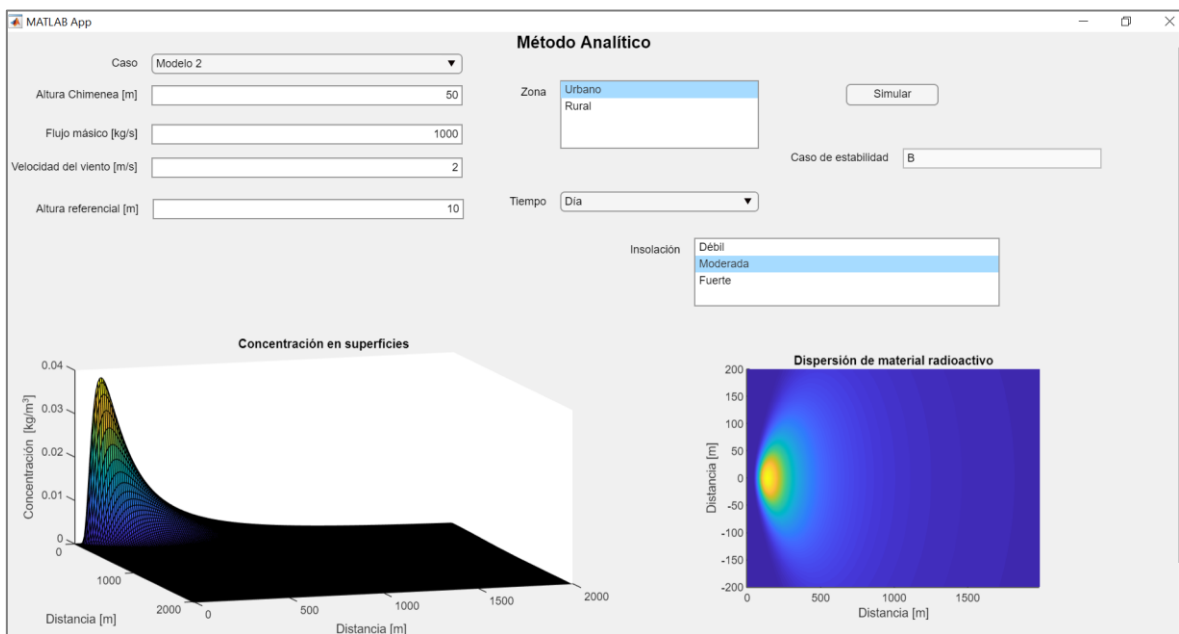 MATLAB App
Método Analítico
Caso
Modelo 2
Altura Chimenea [m]
50
Flujo másico [kg/s]
1000
Velocidad del viento [m/s]
2
Altura referencial [m]
10
Zona
Urbano
Rural
Simular
Caso de estabilidad
B
Tiempo
Día
Insolación
Débil
Moderada
Fuerte
Concentración en superficies
Concentración [kg/m³]
0.04
0.03
0.02
0.01
0
0
1000
2000
Distancia [m]
0
500
1000
1500
2000
Distancia [m]
Dispersión de material radioactivo
Distancia [m]
200
150
100
50
0
-50
-100
-150
-200
0
500
1000
1500
Distancia [m]